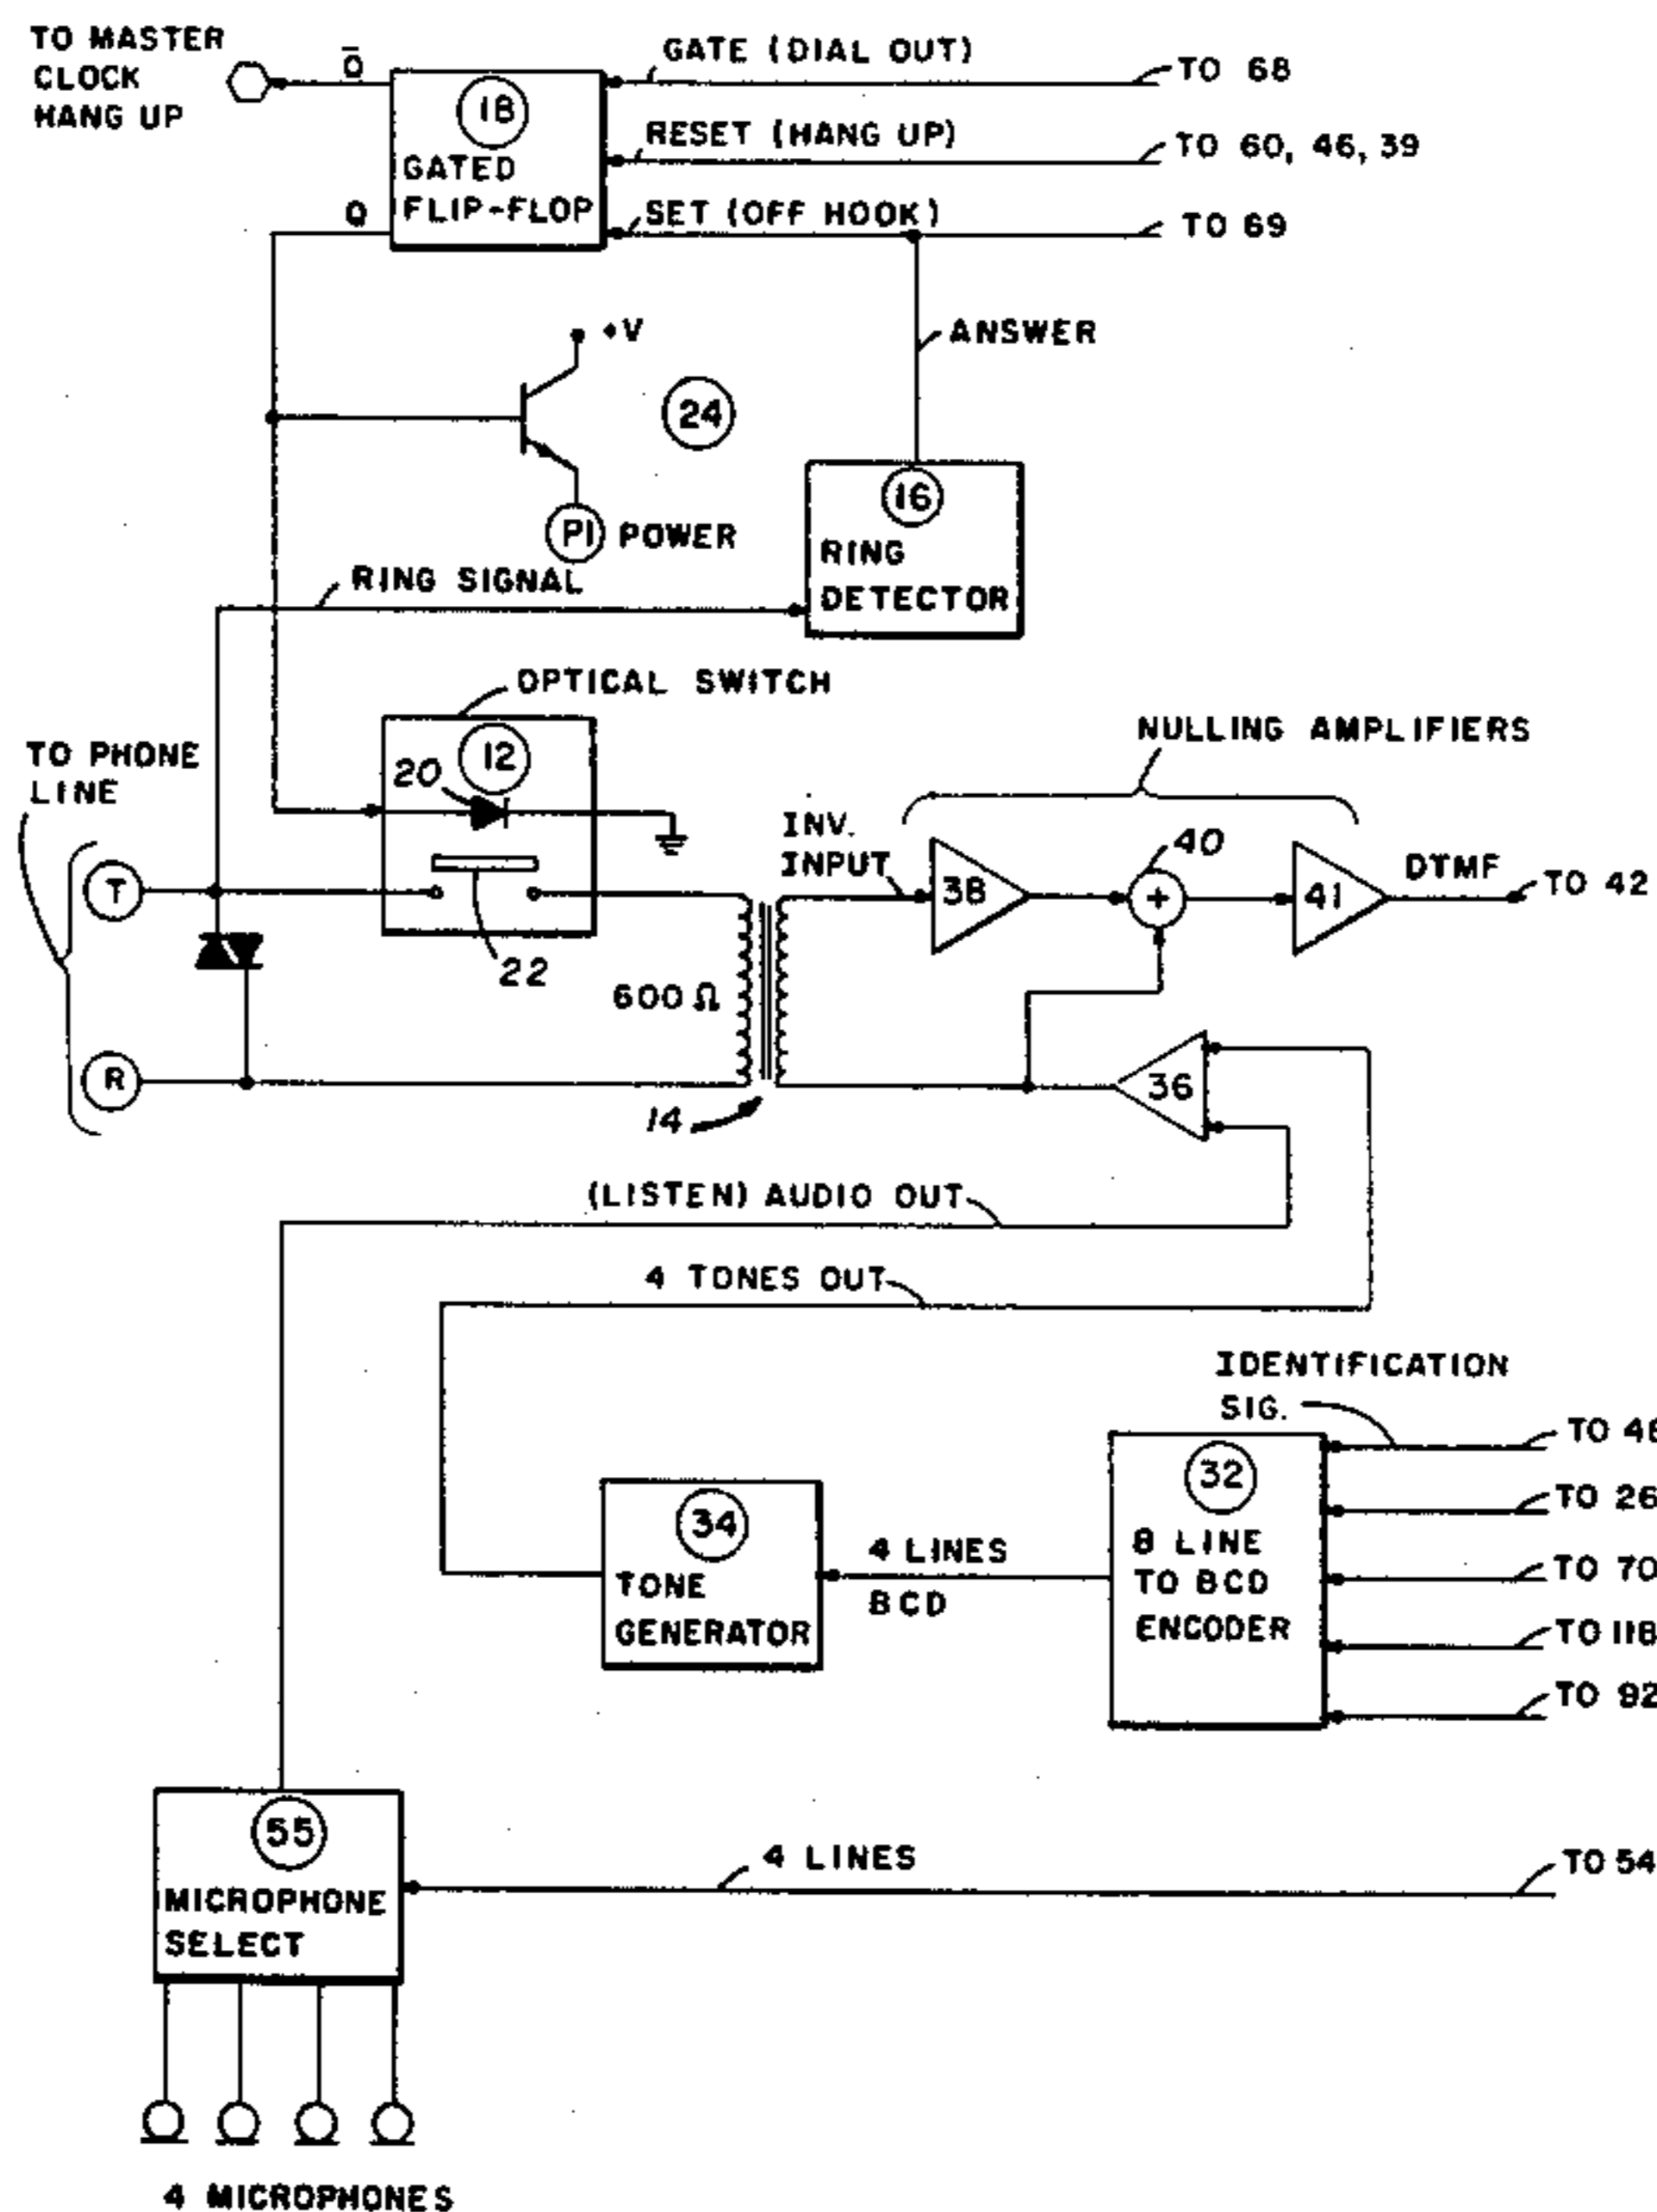 TO MASTER
CLOCK
HANG UP
Q̅
18
GATED
FLIP-FLOP
Q
GATE (DIAL OUT)
TO 68
RESET (HANG UP)
TO 60, 46, 39
SET (OFF HOOK)
TO 69
+V
ANSWER
24
P1 POWER
16
RING
DETECTOR
RING SIGNAL
OPTICAL SWITCH
12
20
22
TO PHONE
LINE
T
R
600Ω
14
NULLING AMPLIFIERS
INV.
INPUT
38
40
+
41
DTMF
TO 42
36
(LISTEN) AUDIO OUT
4 TONES OUT
IDENTIFICATION
SIG.
32
8 LINE
TO BCD
ENCODER
TO
TO 26
TO 70
TO 118
TO 92
4 LINES
BCD
34
TONE
GENERATOR
55
MICROPHONE
SELECT
4 LINES
TO 54
4 MICROPHONES